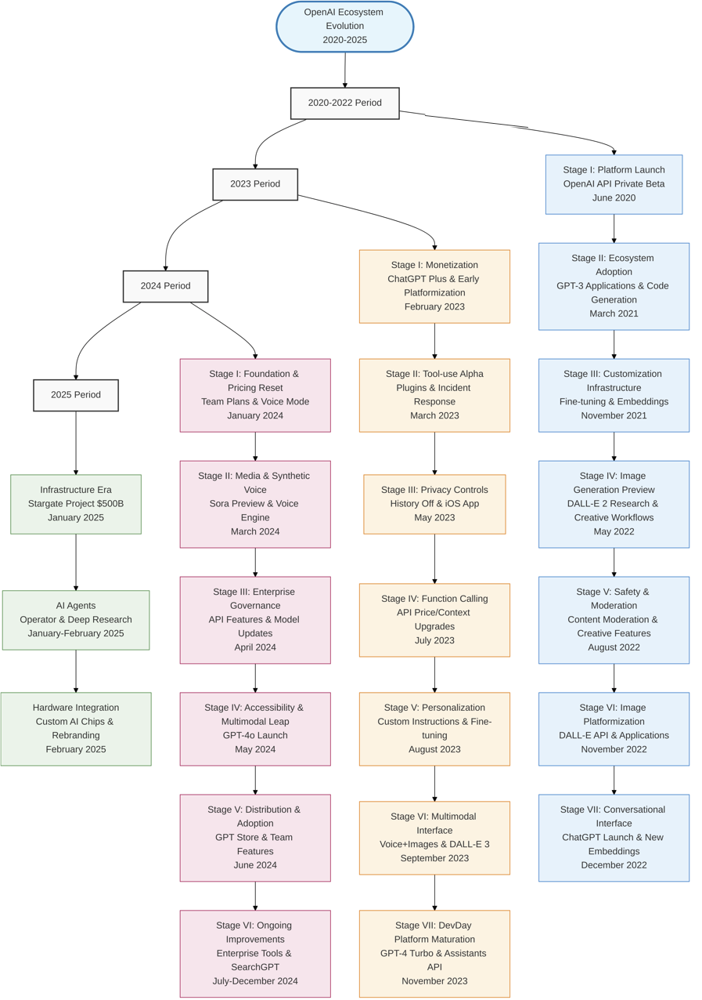 OpenAI Ecosystem
Evolution
2020-2025
2020-2022 Period
2023 Period
2024 Period
2025 Period
Stage I: Platform Launch
OpenAI API Private Beta
June 2020
Stage II: Ecosystem
Adoption
GPT-3 Applications & Code
Generation
March 2021
Stage III: Customization
Infrastructure
Fine-tuning & Embeddings
November 2021
Stage IV: Image
Generation Preview
DALL-E 2 Research &
Creative Workflows
May 2022
Stage V: Safety &
Moderation
Content Moderation &
Creative Features
August 2022
Stage VI: Image
Platformization
DALL-E API & Applications
November 2022
Stage VII: Conversational
Interface
ChatGPT Launch & New
Embeddings
December 2022
Stage I: Monetization
ChatGPT Plus & Early
Platformization
February 2023
Stage II: Tool-use Alpha
Plugins & Incident
Response
March 2023
Stage III: Privacy Controls
History Off & iOS App
May 2023
Stage IV: Function Calling
API Price/Context
Upgrades
July 2023
Stage V: Personalization
Custom Instructions & Fine-
tuning
August 2023
Stage VI: Multimodal
Interface
Voice+Images & DALL-E 3
September 2023
Stage VII: DevDay
Platform Maturation
GPT-4 Turbo & Assistants
API
November 2023
Stage I: Foundation &
Pricing Reset
Team Plans & Voice Mode
January 2024
Stage II: Media & Synthetic
Voice
Sora Preview & Voice
Engine
March 2024
Stage III: Enterprise
Governance
API Features & Model
Updates
April 2024
Stage IV: Accessibility &
Multimodal Leap
GPT-4o Launch
May 2024
Stage V: Distribution &
Adoption
GPT Store & Team
Features
June 2024
Stage VI: Ongoing
Improvements
Enterprise Tools &
SearchGPT
July-December 2024
Infrastructure Era
Stargate Project $500B
January 2025
AI Agents
Operator & Deep Research
January-February 2025
Hardware Integration
Custom AI Chips &
Rebranding
February 2025